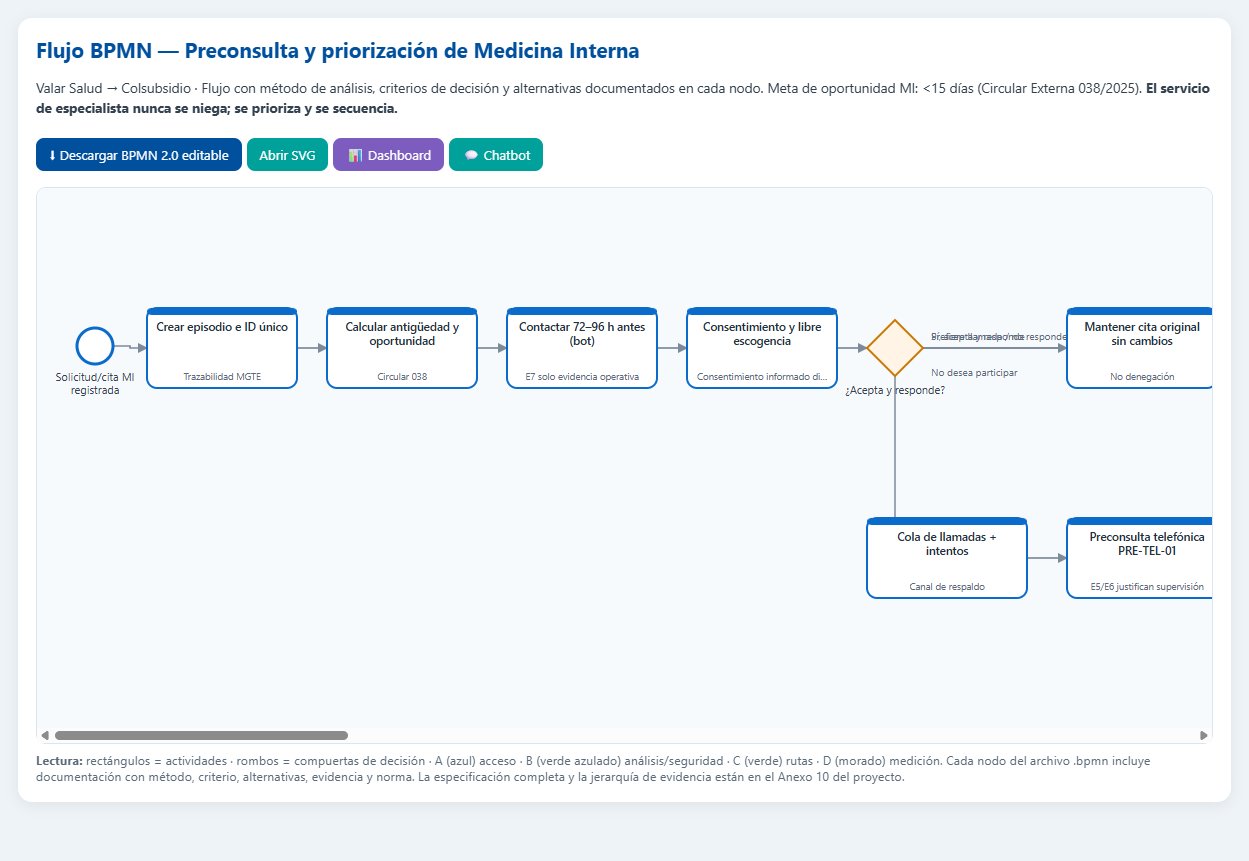 Flujo BPMN — Preconsulta y priorización de Medicina Interna
Valar Salud → Colsubsidio · Flujo con método de análisis, criterios de decisión y alternativas documentados en cada nodo. Meta de oportunidad MI: <15 días (Circular Externa 038/2025). El servicio
de especialista nunca se niega; se prioriza y se secuencia.
⬇ Descargar BPMN 2.0 editable
Abrir SVG
📊 Dashboard
💬 Chatbot
Solicitud/cita MI
registrada
Crear episodio e ID único
Trazabilidad MGTE
Calcular antigüedad y
oportunidad
Circular 038
Contactar 72–96 h antes
(bot)
E7 solo evidencia operativa
Consentimiento y libre
escogencia
Consentimiento informado di...
¿Acepta y responde?
responde
No desea participar
Mantener cita original
sin cambios
No denegación
Cola de llamadas +
intentos
Canal de respaldo
Preconsulta telefónica
PRE-TEL-01
E5/E6 justifican supervisión
Lectura: rectángulos = actividades · rombos = compuertas de decisión · A (azul) acceso · B (verde azulado) análisis/seguridad · C (verde) rutas · D (morado) medición. Cada nodo del archivo .bpmn incluye
documentación con método, criterio, alternativas, evidencia y norma. La especificación completa y la jerarquía de evidencia están en el Anexo 10 del proyecto.